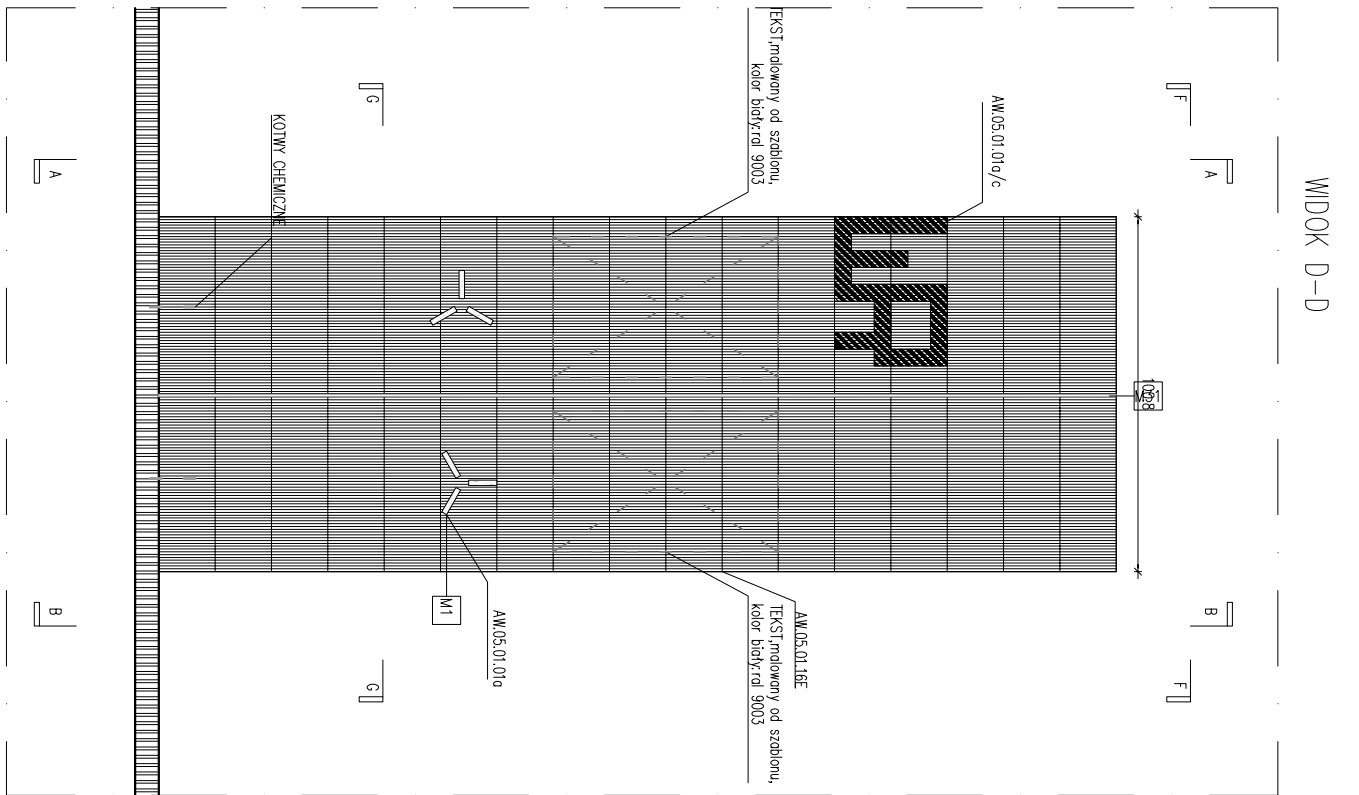 WIDOK D-D
F
A
A
F
B
B
AW.05.01.01a/c
TEKST,malowany od szablonu,
kolor biały:ral 9003
AW.05.01.16E
TEKST,malowany od szablonu,
kolor biały:ral 9003
AW.05.01.01a
M1
G
G
KOTWY CHEMICZNE